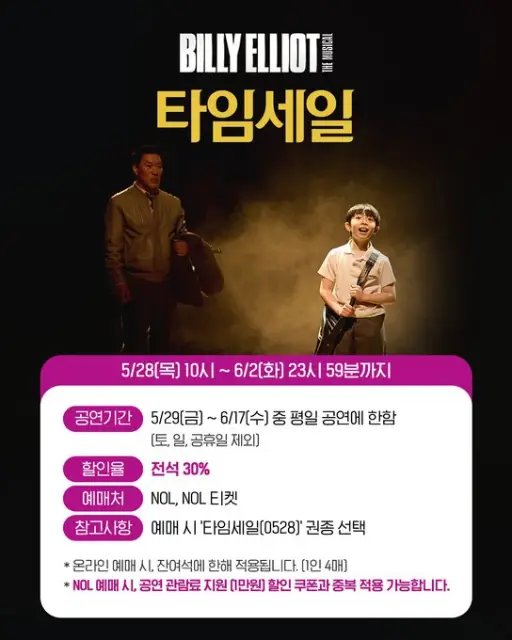 BILLY ELLIOT THE MUSICAL
타임세일
5/28(목) 10시 ~ 6/2(화) 23시 59분까지
공연기간 5/29(금) ~ 6/17(수) 중 평일 공연에 한함
(토, 일, 공휴일 제외)
할인율 전석 30%
예매처 NOL, NOL 티켓
참고사항 예매 시 '타임세일(0528)' 권종 선택
* 온라인 예매 시, 잔여석에 한해 적용됩니다. (1인 4매)
* NOL 예매 시, 공연 관람료 지원 (1만원) 할인 쿠폰과 중복 적용 가능합니다.